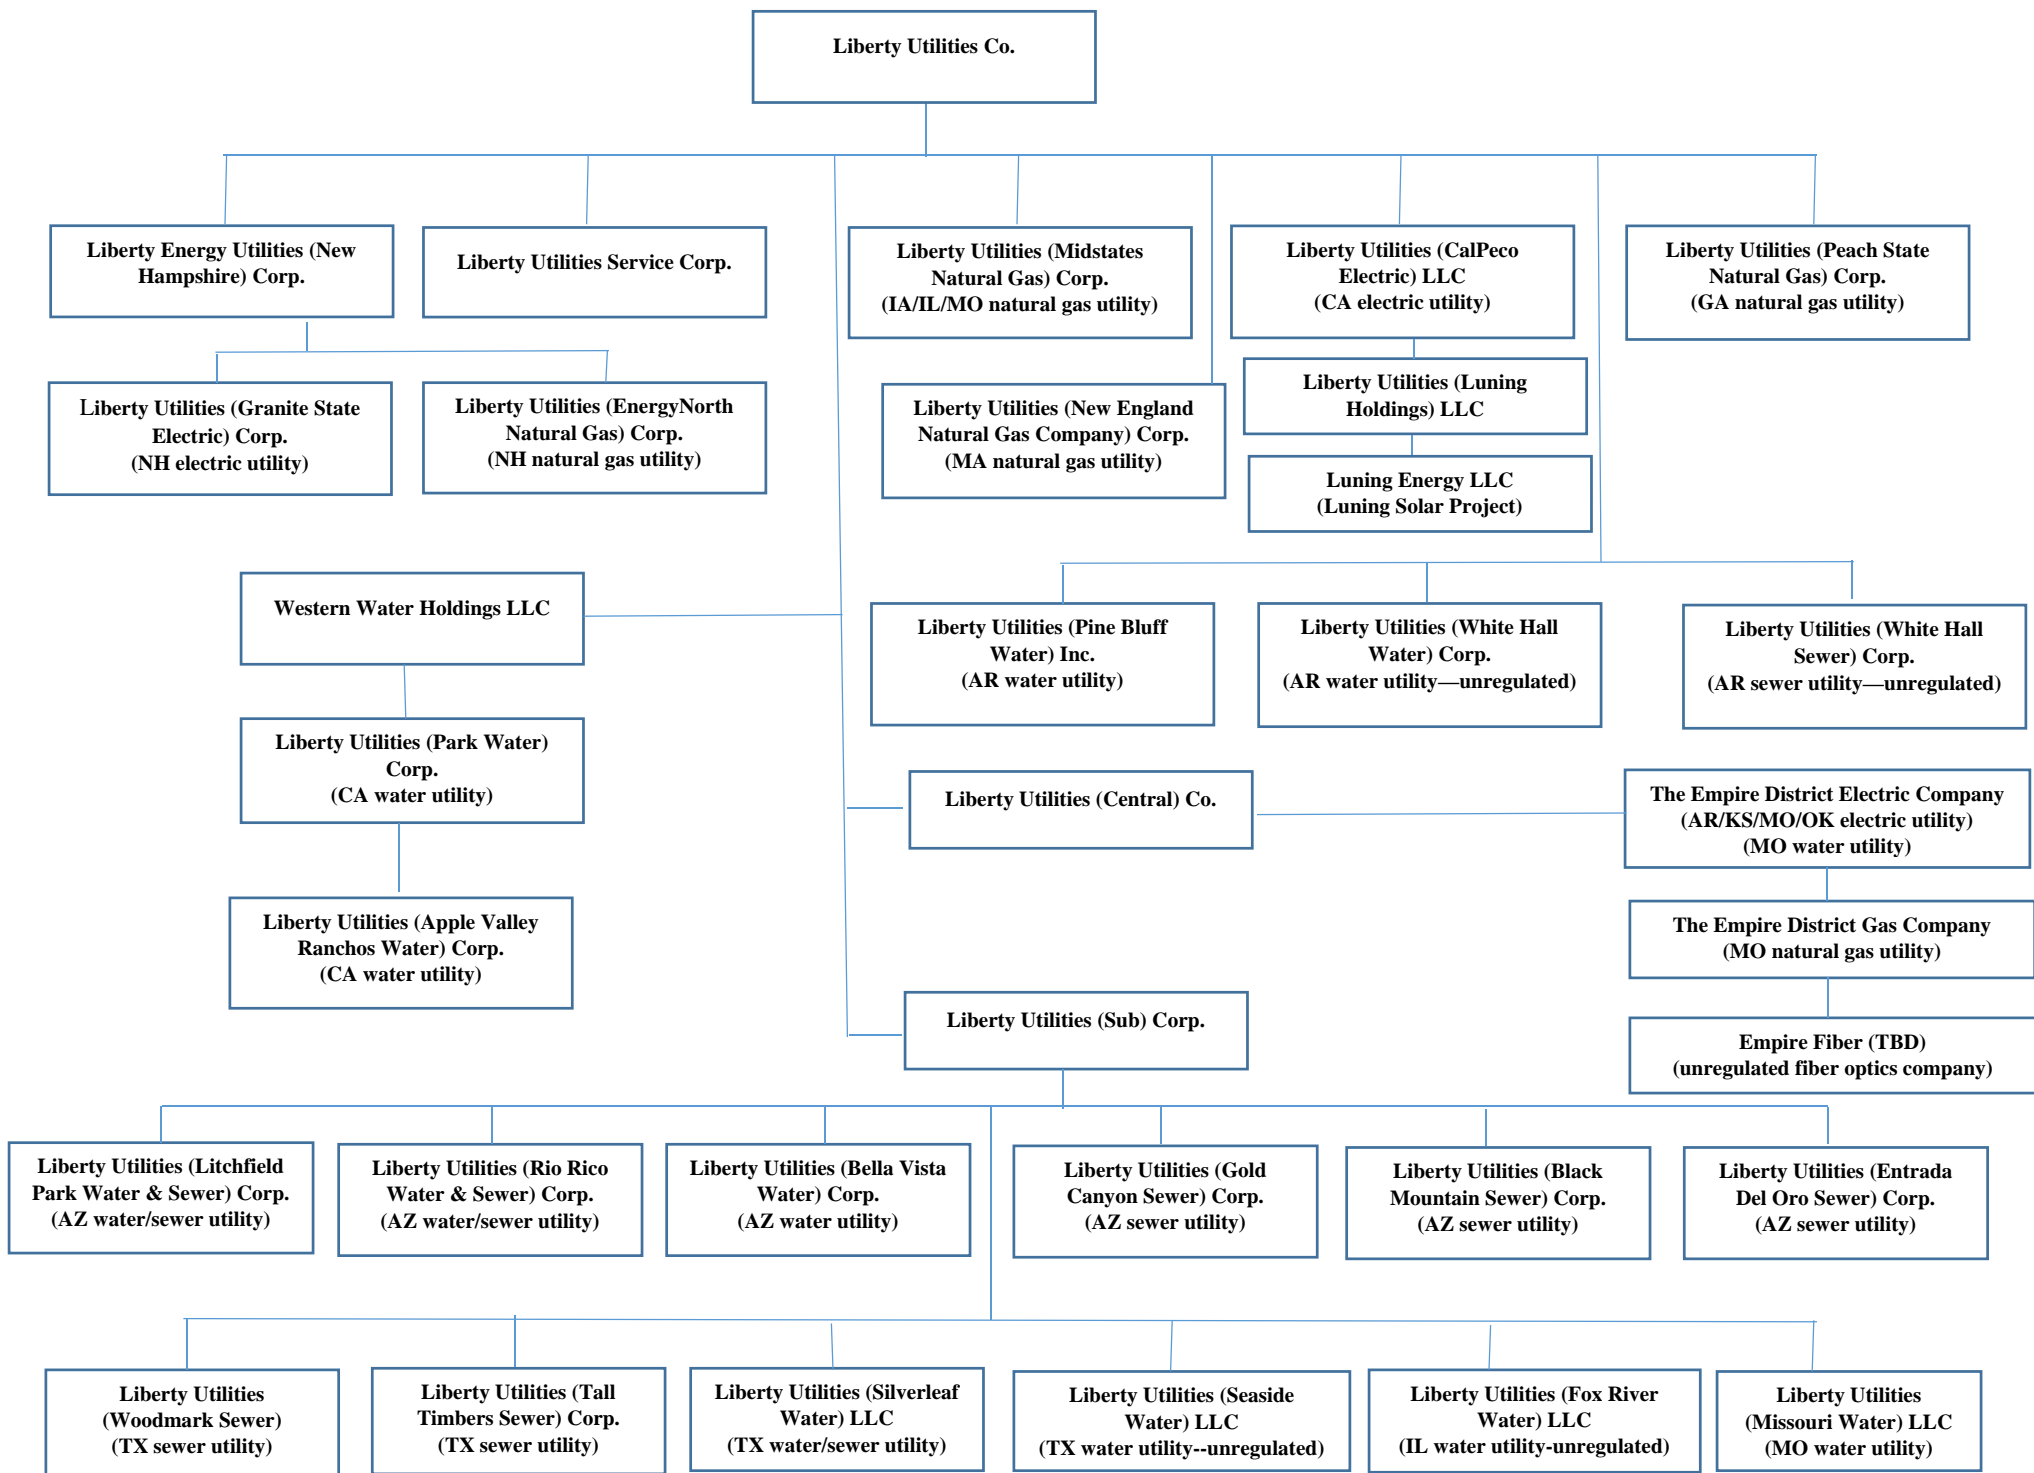 Liberty Utilities Co.
Liberty Energy Utilities (New
Hampshire) Corp.
Liberty Utilities Service Corp.
Liberty Utilities (Midstates
Natural Gas) Corp.
(IA/IL/MO natural gas utility)
Liberty Utilities (CalPeco
Electric) LLC
(CA electric utility)
Liberty Utilities (Peach State
Natural Gas) Corp.
(GA natural gas utility)
Liberty Utilities (Granite State
Electric) Corp.
(NH electric utility)
Liberty Utilities (EnergyNorth
Natural Gas) Corp.
(NH natural gas utility)
Liberty Utilities (New England
Natural Gas Company) Corp.
(MA natural gas utility)
Liberty Utilities (Luning
Holdings) LLC
Luning Energy LLC
(Luning Solar Project)
Western Water Holdings LLC
Liberty Utilities (Pine Bluff
Water) Inc.
(AR water utility)
Liberty Utilities (White Hall
Water) Corp.
(AR water utility—unregulated)
Liberty Utilities (White Hall
Sewer) Corp.
(AR sewer utility—unregulated)
Liberty Utilities (Park Water)
Corp.
(CA water utility)
Liberty Utilities (Central) Co.
The Empire District Electric Company
(AR/KS/MO/OK electric utility)
(MO water utility)
Liberty Utilities (Apple Valley
Ranchos Water) Corp.
(CA water utility)
The Empire District Gas Company
(MO natural gas utility)
Liberty Utilities (Sub) Corp.
Empire Fiber (TBD)
(unregulated fiber optics company)
Liberty Utilities (Litchfield
Park Water & Sewer) Corp.
(AZ water/sewer utility)
Liberty Utilities (Rio Rico
Water & Sewer) Corp.
(AZ water/sewer utility)
Liberty Utilities (Bella Vista
Water) Corp.
(AZ water utility)
Liberty Utilities (Gold
Canyon Sewer) Corp.
(AZ sewer utility)
Liberty Utilities (Black
Mountain Sewer) Corp.
(AZ sewer utility)
Liberty Utilities (Entrada
Del Oro Sewer) Corp.
(AZ sewer utility)
Liberty Utilities
(Woodmark Sewer)
(TX sewer utility)
Liberty Utilities (Tall
Timbers Sewer) Corp.
(TX sewer utility)
Liberty Utilities (Silverleaf
Water) LLC
(TX water/sewer utility)
Liberty Utilities (Seaside
Water) LLC
(TX water utility--unregulated)
Liberty Utilities (Fox River
Water) LLC
(IL water utility-unregulated)
Liberty Utilities
(Missouri Water) LLC
(MO water utility)